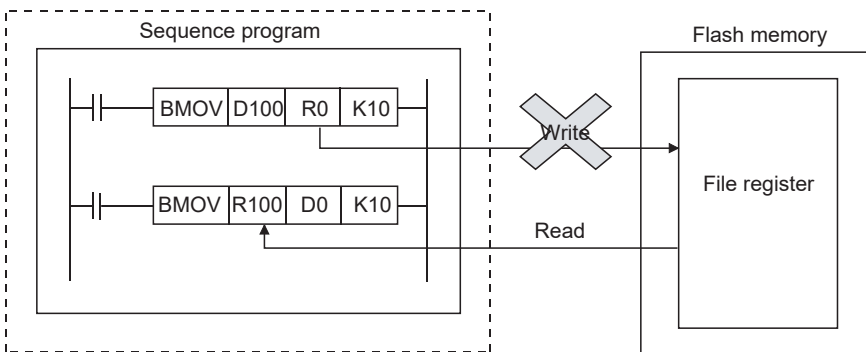 Sequence program
Flash memory
BMOV D100 R0 K10
Write
File register
BMOV R100 D0 K10
Read